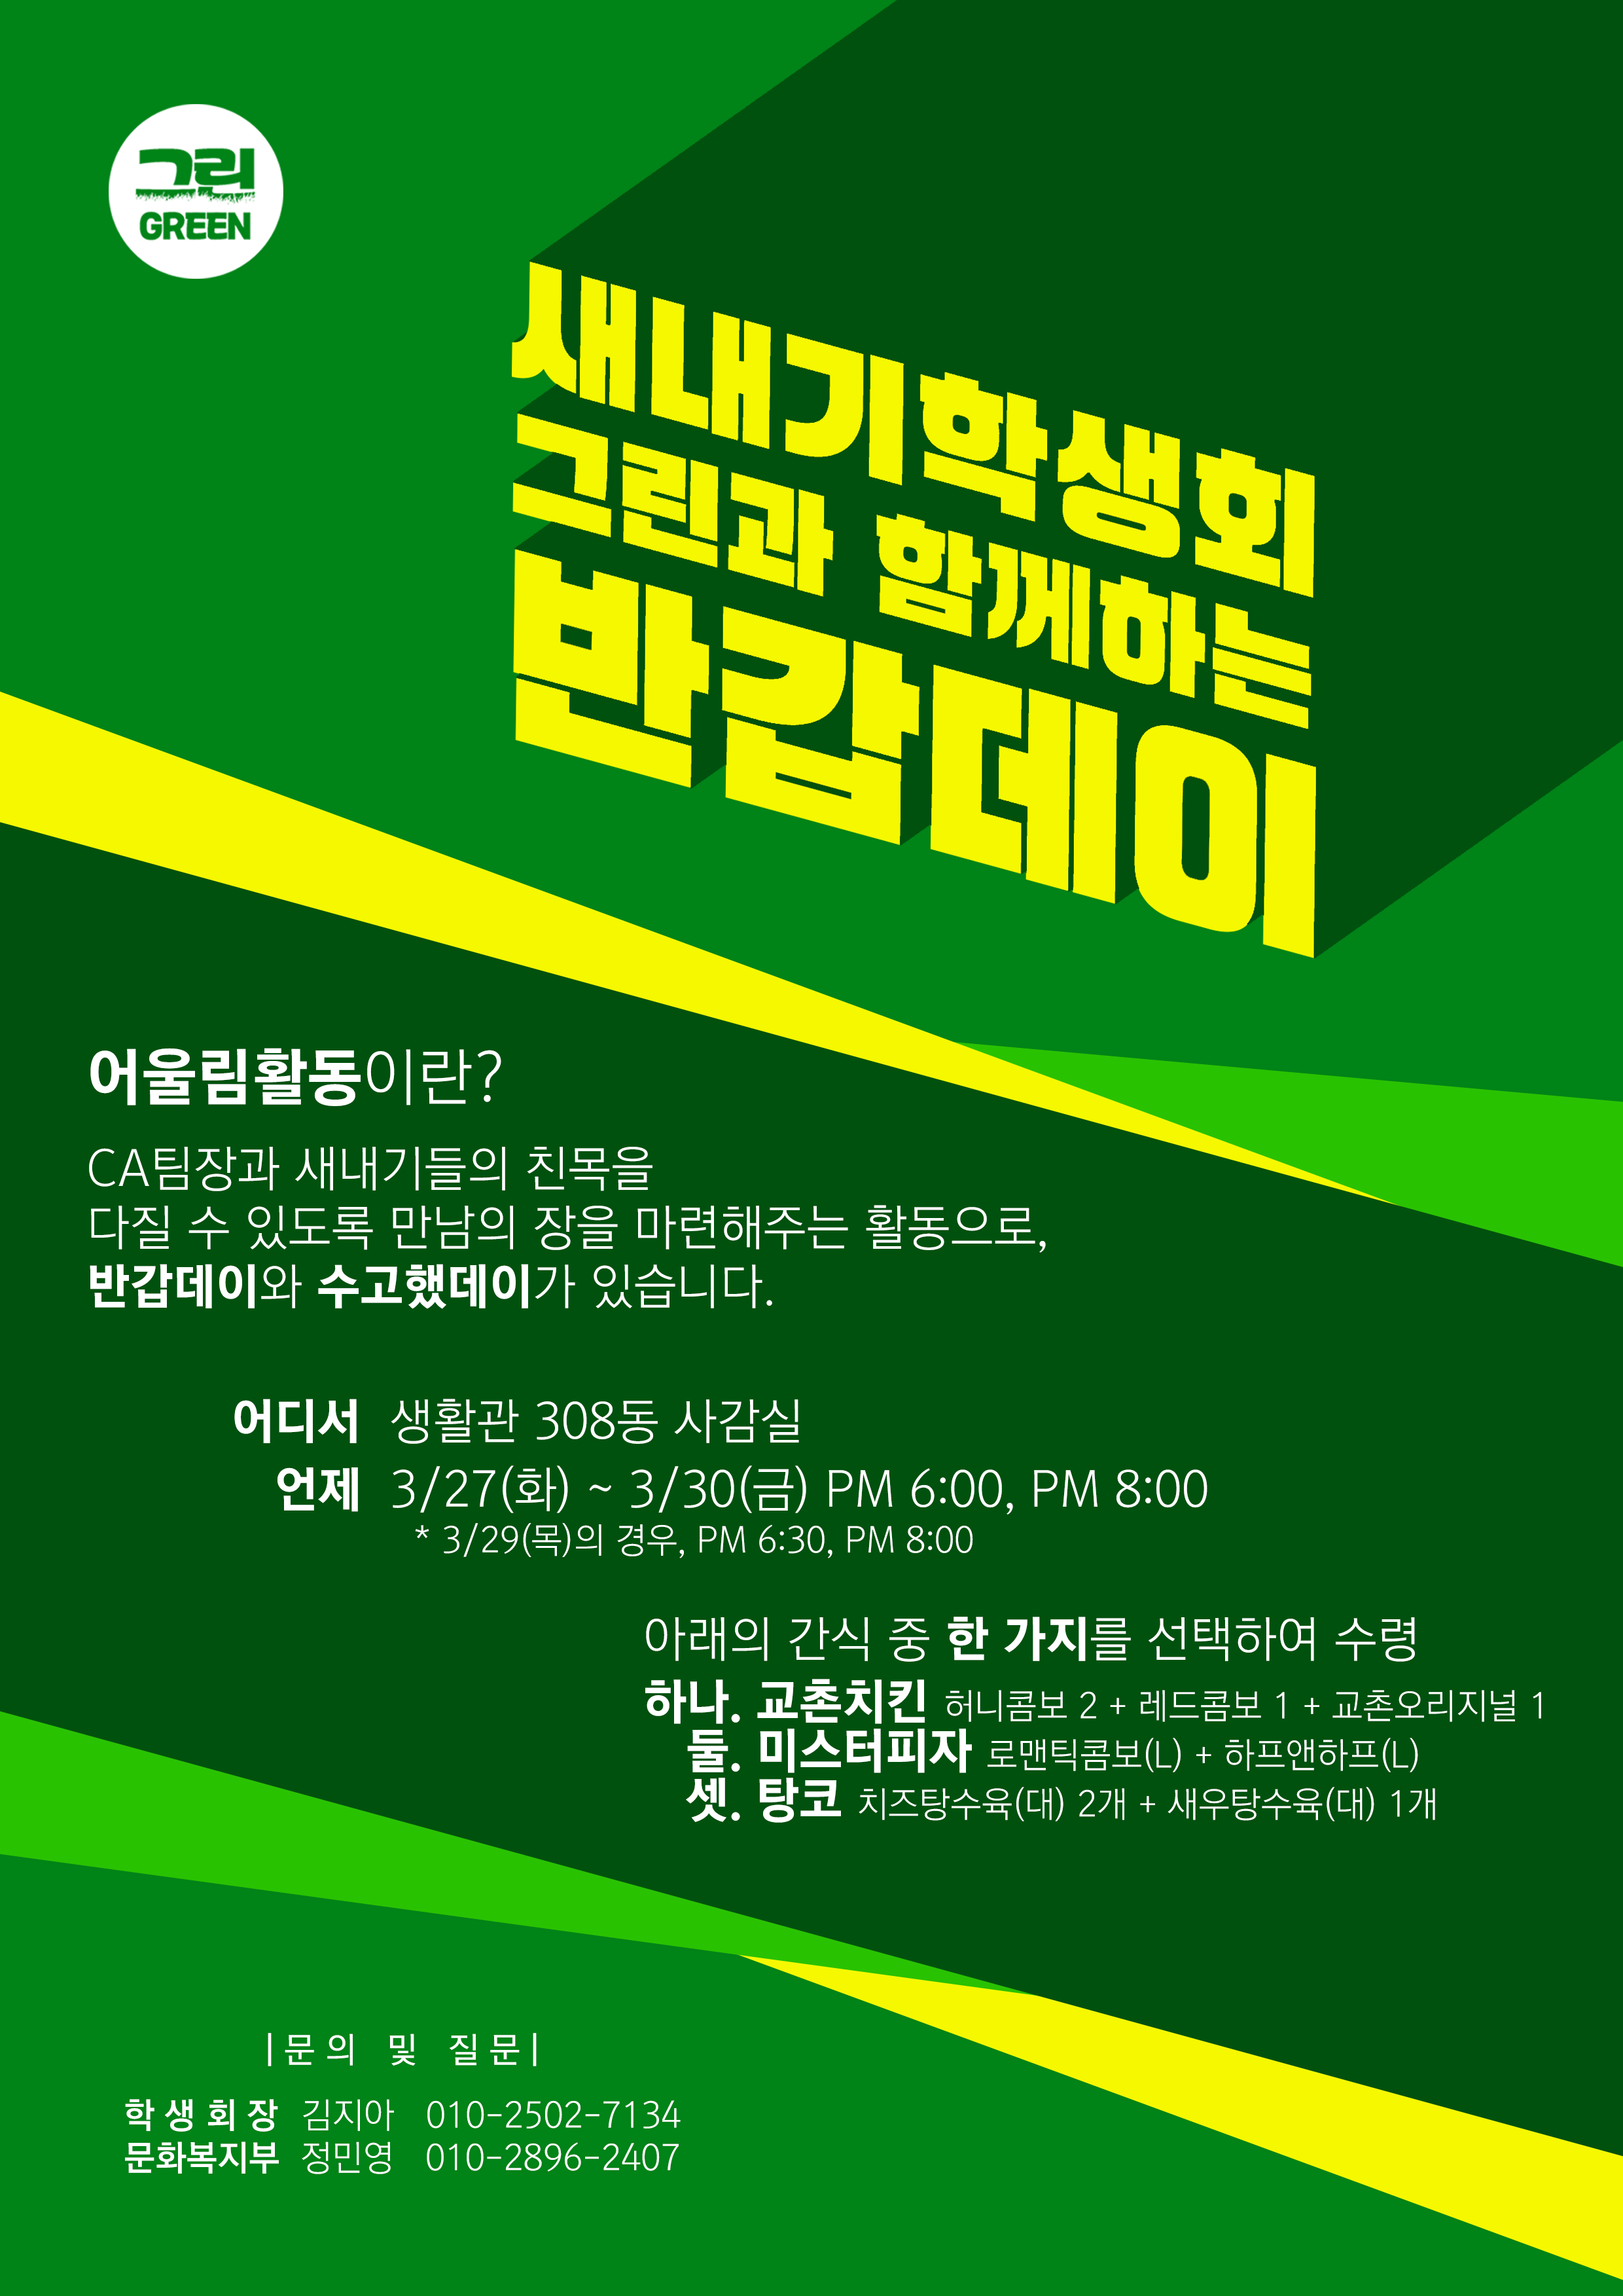 그린
GREEN
새내기학생회
그린과 함께하는
반갑데이
어울림활동이란?
CA팀장과 새내기들의 친목을
다질 수 있도록 만남의 장을 마련해주는 활동으로,
반갑데이와 수고했데이가 있습니다.
어디서 생활관 308동 사감실
언제 3/27(화) ~ 3/30(금) PM 6:00, PM 8:00
* 3/29(목)의 경우, PM 6:30, PM 8:00
아래의 간식 중 한 가지를 선택하여 수령
하나. 교촌치킨 허니콤보 2 + 레드콤보 1 + 교촌오리지널 1
둘. 미스터피자 로맨틱콤보(L) + 하프앤하프(L)
셋. 탕코 치즈탕수육(대) 2개 + 새우탕수육(대) 1개
|문의 및 질문|
학생회장 김지아 010-2502-7134
문화복지부 정민영 010-2896-2407